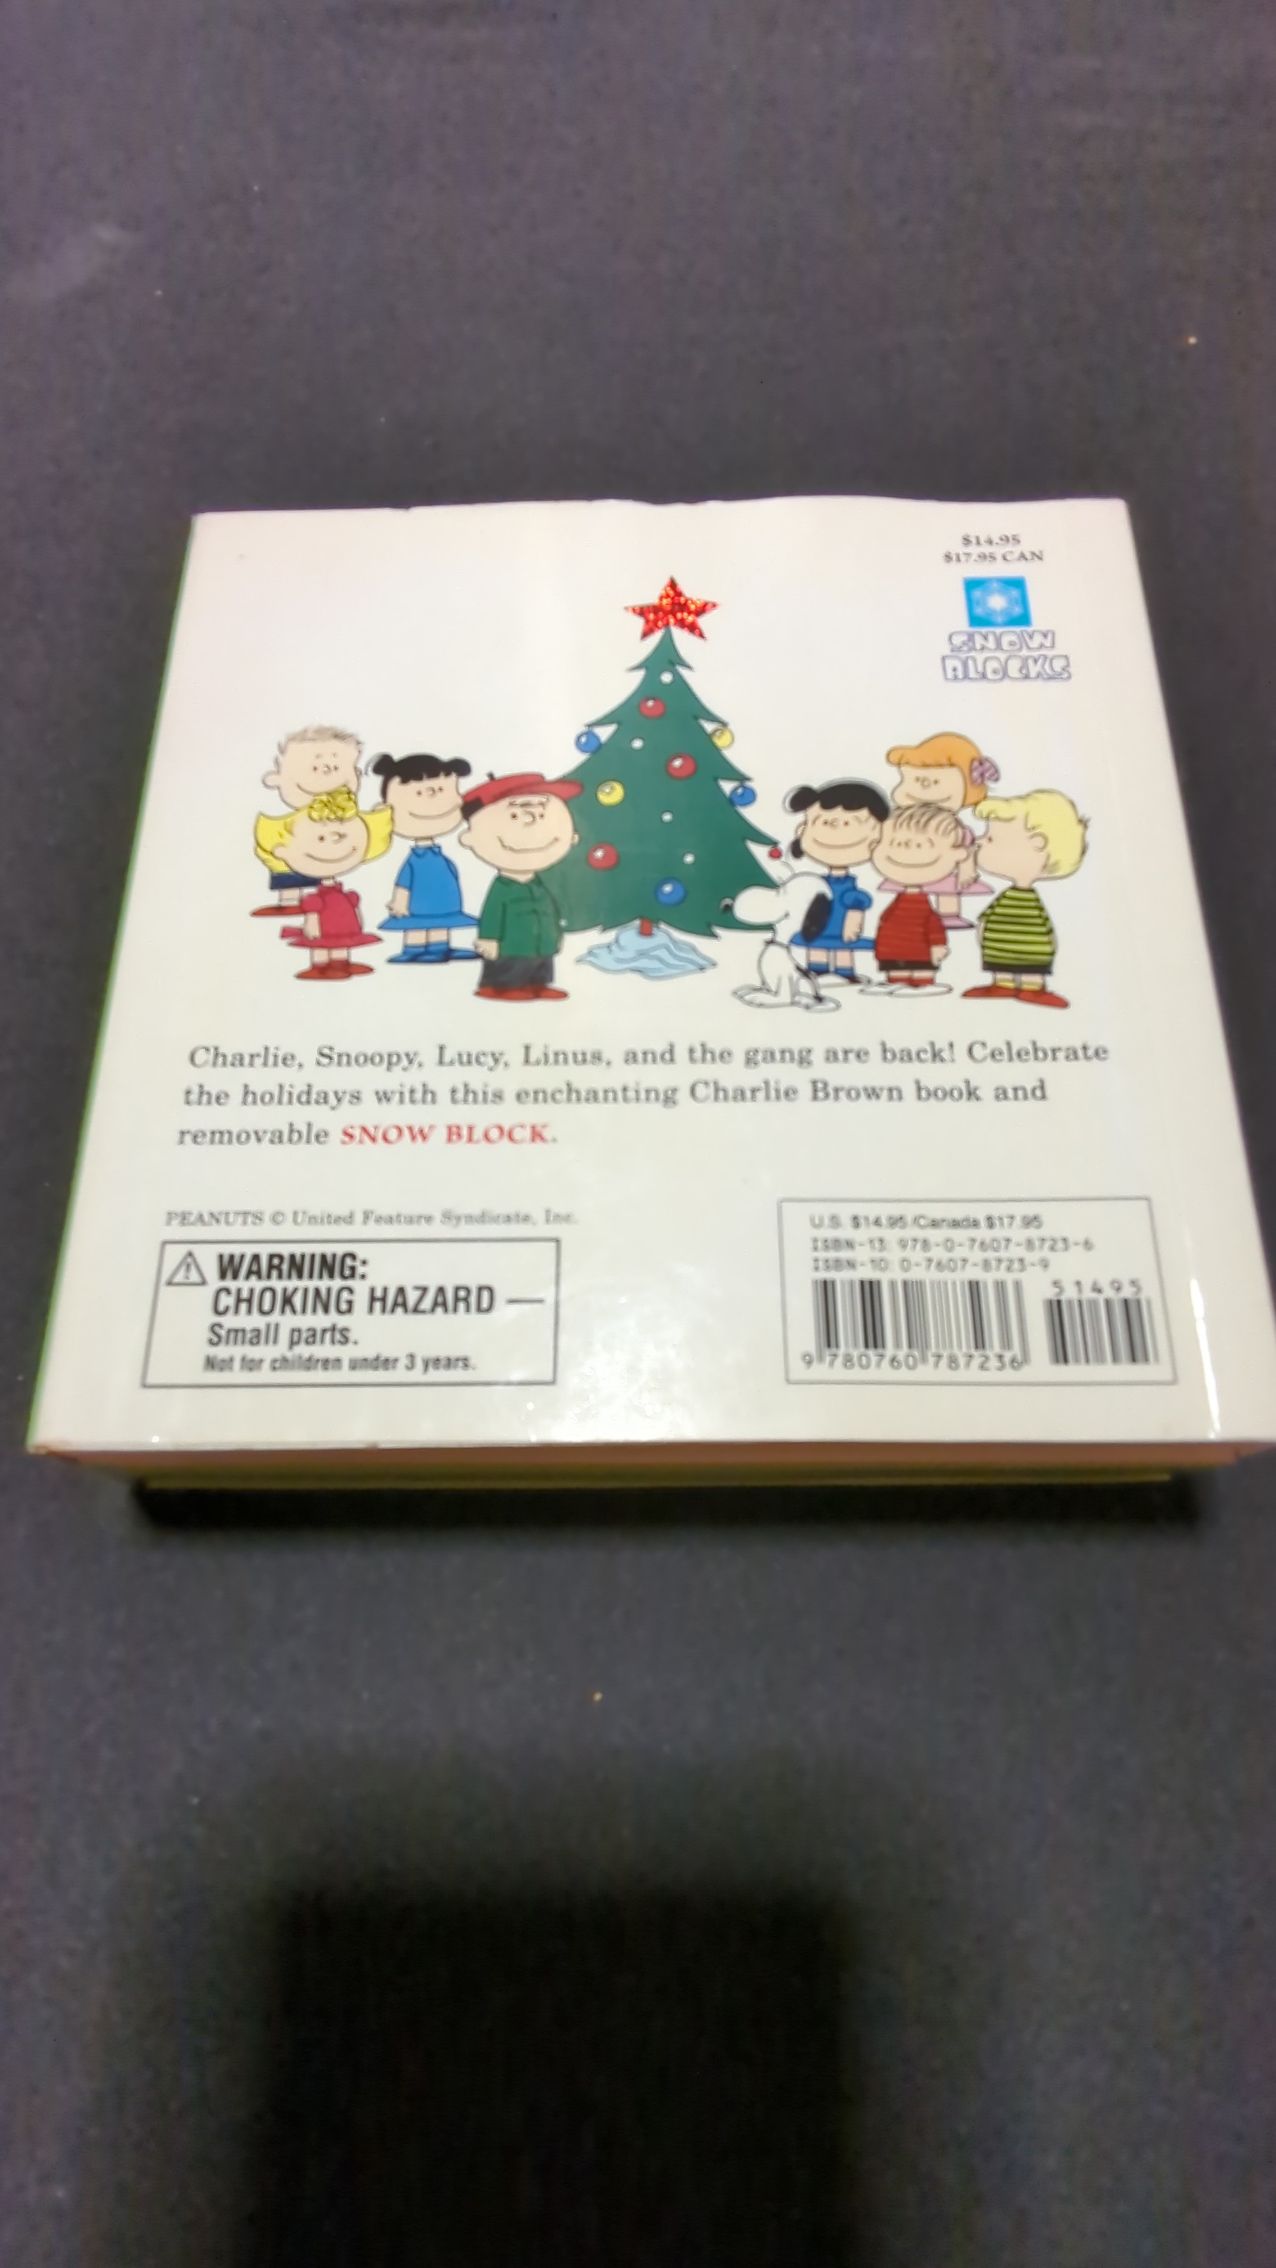 $14.95
$17.95 CAN
SNOW
BLOCKS
Charlie, Snoopy, Lucy, Linus, and the gang are back! Celebrate
the holidays with this enchanting Charlie Brown book and
removable SNOW BLOCK.
PEANUTS © United Feature Syndicate, Inc.
WARNING:
CHOKING HAZARD —
Small parts.
Not for children under 3 years.
U.S. $14.95/Canada $17.95
ISBN-13: 978-0-7607-8723-6
ISBN-10: 0-7607-8723-9
51495
9 780760 787236